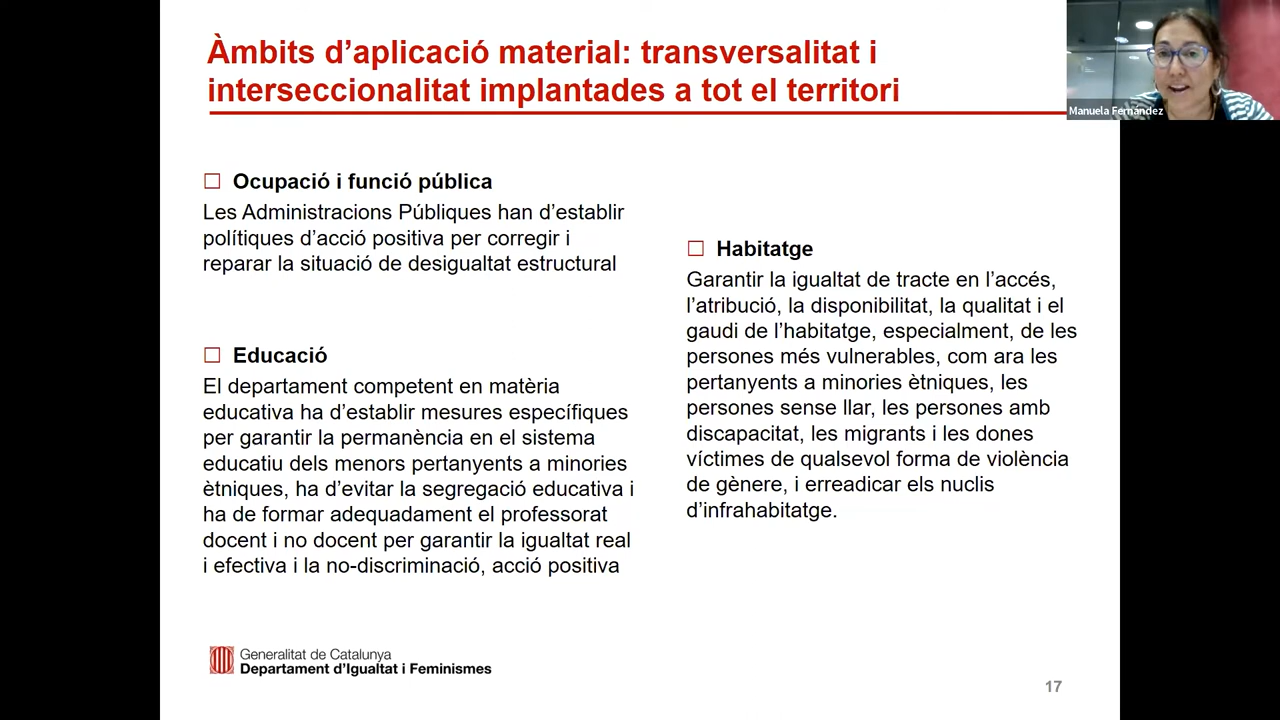 Àmbits d’aplicació material: transversalitat i
interseccionalitat implantades a tot el territori
Manuela Fernández
☐ Ocupació i funció pública
Les Administracions Públiques han d’establir
polítiques d’acció positiva per corregir i
reparar la situació de desigualtat estructural
☐ Educació
El departament competent en matèria
educativa ha d’establir mesures específiques
per garantir la permanència en el sistema
educatiu dels menors pertanyents a minories
ètniques, ha d’evitar la segregació educativa i
ha de formar adequadament el professorat
docent i no docent per garantir la igualtat real
i efectiva i la no-discriminació, acció positiva
☐ Habitatge
Garantir la igualtat de tracte en l’accés,
l’atribució, la disponibilitat, la qualitat i el
gaudi de l’habitatge, especialment, de les
persones més vulnerables, com ara les
pertanyents a minories ètniques, les
persones sense llar, les persones amb
discapacitat, les migrants i les dones
víctimes de qualsevol forma de violència
de gènere, i erreadicar els nuclis
d’infrahabitatge.
Generalitat de Catalunya
Departament d’Igualtat i Feminismes
17